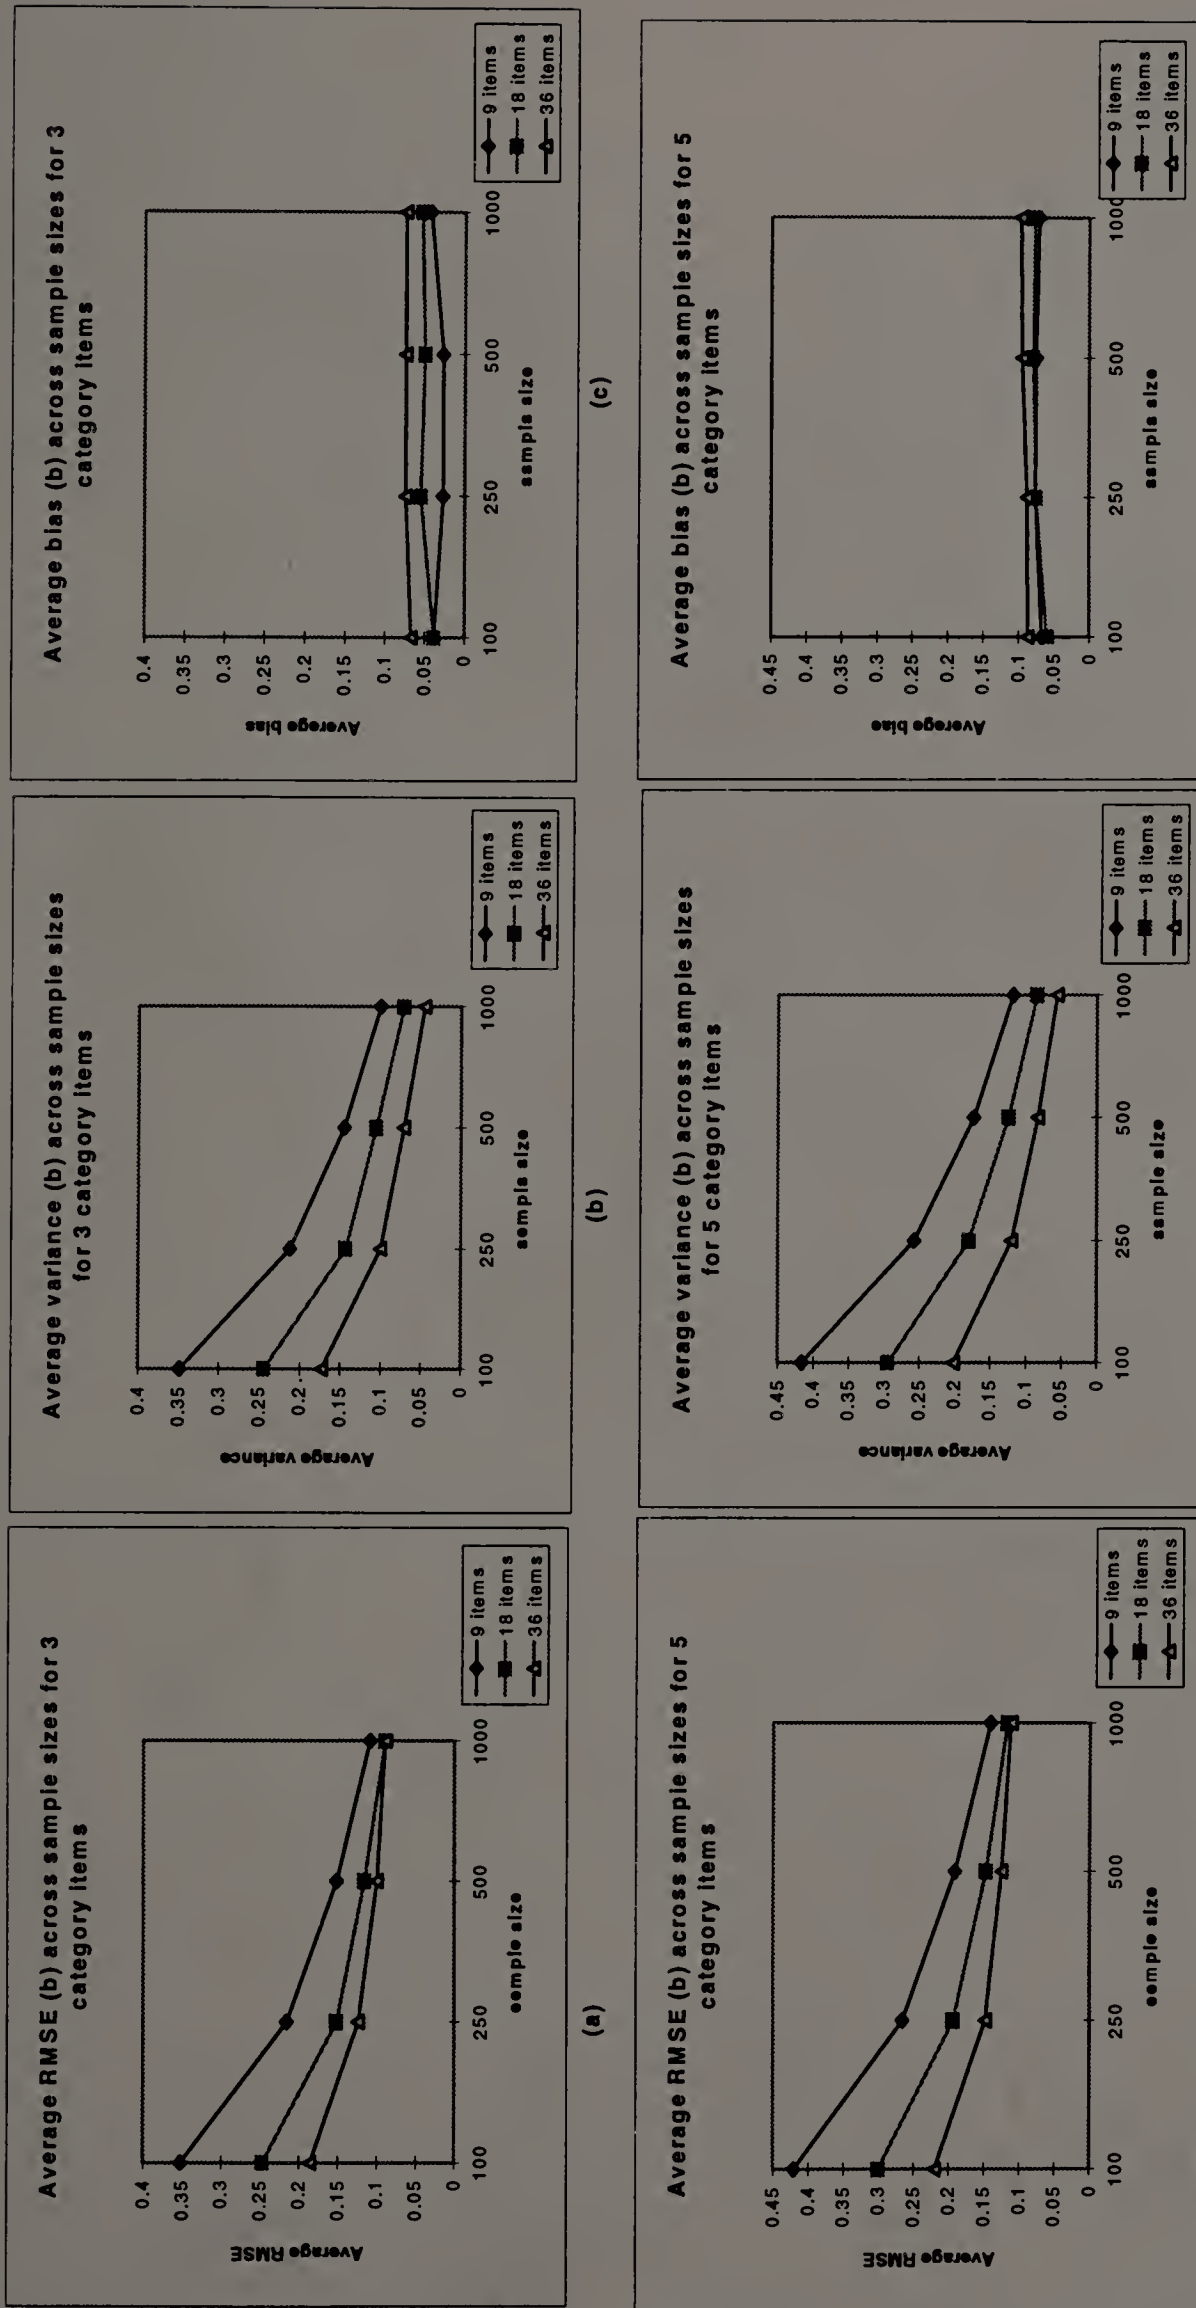 Average RMSE (b) across sample sizes for 3
category items
Average RMSE
0.4
0.35
0.3
0.25
0.2
0.15
0.1
0.05
0
100
250
500
1000
sample size
9 items
18 items
36 items
(a)
Average variance (b) across sample sizes
for 3 category items
Average variance
0.4
0.35
0.3
0.25
0.2
0.15
0.1
0.05
0
100
250
500
1000
sample size
9 items
18 items
36 items
(b)
Average bias (b) across sample sizes for 3
category items
Average bias
0.4
0.35
0.3
0.25
0.2
0.15
0.1
0.05
0
100
250
500
1000
sample size
9 items
18 items
36 items
(c)
Average RMSE (b) across sample sizes for 5
category items
Average RMSE
0.45
0.4
0.35
0.3
0.25
0.2
0.15
0.1
0.05
0
100
250
500
1000
sample size
9 items
18 items
36 items
Average variance (b) across sample sizes
for 5 category items
Average variance
0.45
0.4
0.35
0.3
0.25
0.2
0.15
0.1
0.05
0
100
250
500
1000
sample size
9 items
18 items
36 items
Average bias (b) across sample sizes for 5
category items
Average bias
0.45
0.4
0.35
0.3
0.25
0.2
0.15
0.1
0.05
0
100
250
500
1000
sample size
9 items
18 items
36 items